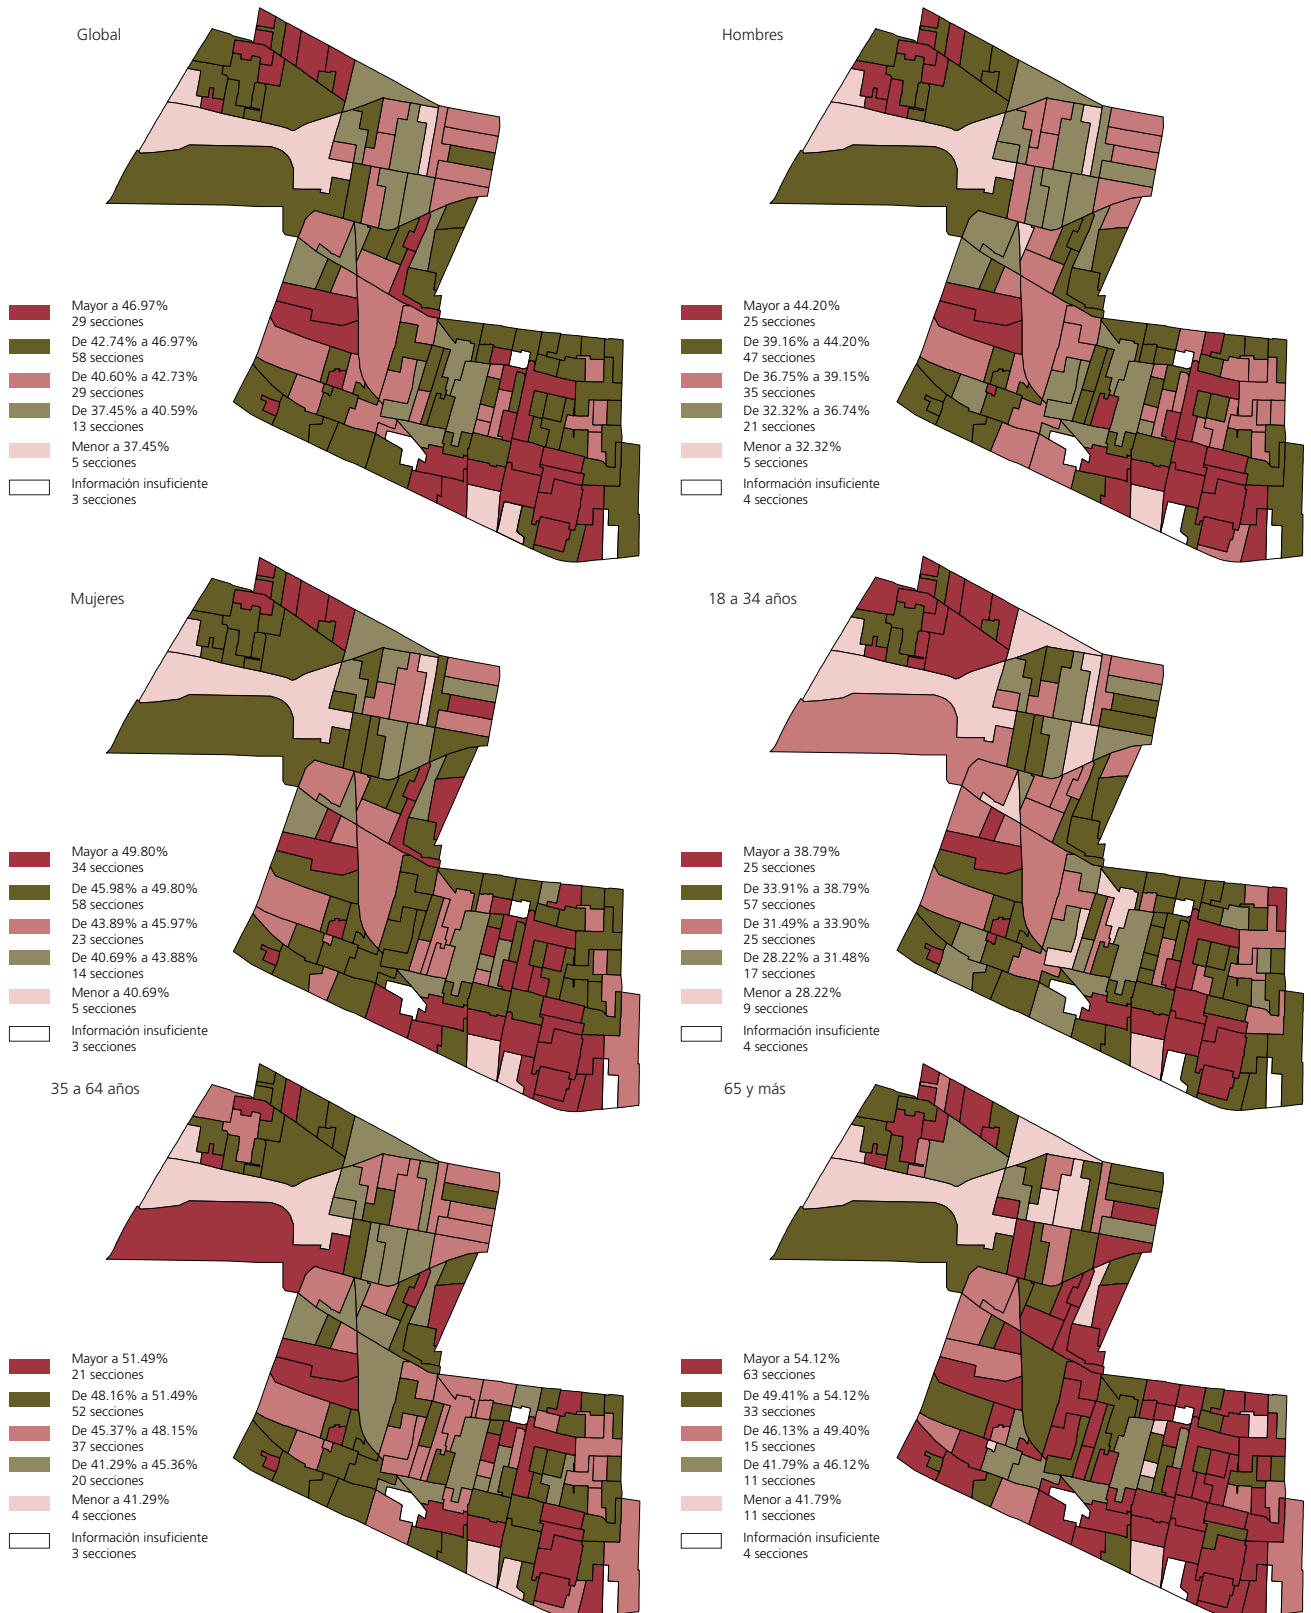 Global
Mayor a 46.97%
29 secciones
De 42.74% a 46.97%
58 secciones
De 40.60% a 42.73%
29 secciones
De 37.45% a 40.59%
13 secciones
Menor a 37.45%
5 secciones
Información insuficiente
3 secciones
Hombres
Mayor a 44.20%
25 secciones
De 39.16% a 44.20%
47 secciones
De 36.75% a 39.15%
35 secciones
De 32.32% a 36.74%
21 secciones
Menor a 32.32%
5 secciones
Información insuficiente
4 secciones
Mujeres
Mayor a 49.80%
34 secciones
De 45.98% a 49.80%
58 secciones
De 43.89% a 45.97%
23 secciones
De 40.69% a 43.88%
14 secciones
Menor a 40.69%
5 secciones
Información insuficiente
3 secciones
18 a 34 años
Mayor a 38.79%
25 secciones
De 33.91% a 38.79%
57 secciones
De 31.49% a 33.90%
25 secciones
De 28.22% a 31.48%
17 secciones
Menor a 28.22%
9 secciones
Información insuficiente
4 secciones
35 a 64 años
Mayor a 51.49%
21 secciones
De 48.16% a 51.49%
52 secciones
De 45.37% a 48.15%
37 secciones
De 41.29% a 45.36%
20 secciones
Menor a 41.29%
4 secciones
Información insuficiente
3 secciones
65 y más
Mayor a 54.12%
63 secciones
De 49.41% a 54.12%
33 secciones
De 46.13% a 49.40%
15 secciones
De 41.79% a 46.12%
11 secciones
Menor a 41.79%
11 secciones
Información insuficiente
4 secciones